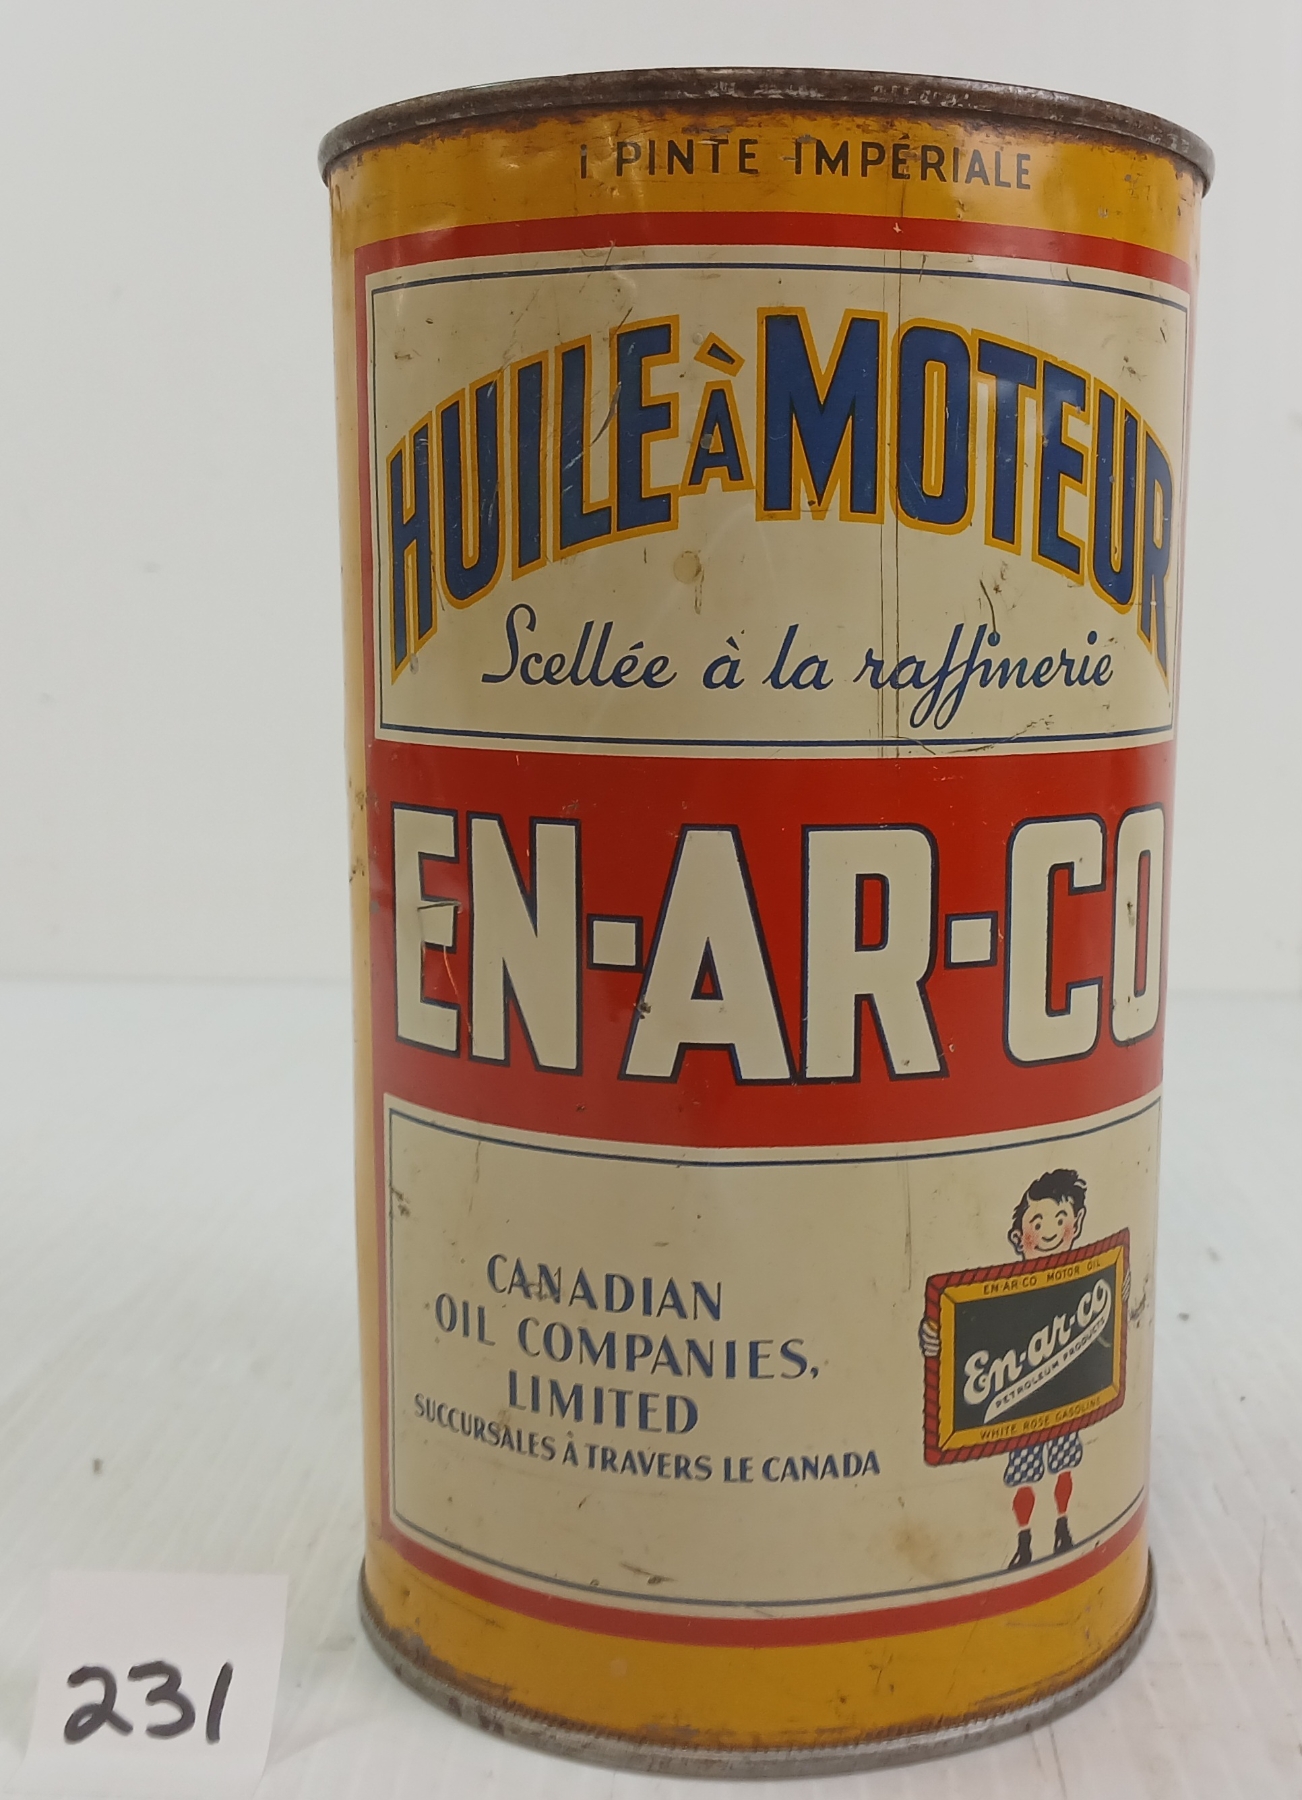 1 PINTE IMPÉRIALE
HUILE À MOTEUR
Scellée à la raffinerie
EN-AR-CO
CANADIAN
OIL COMPANIES,
LIMITED
SUCCURSALES À TRAVERS LE CANADA
EN-AR-CO MOTOR OIL
En-ar-co
PETROLEUM PRODUCTS
WHITE ROSE GASOLINE
231